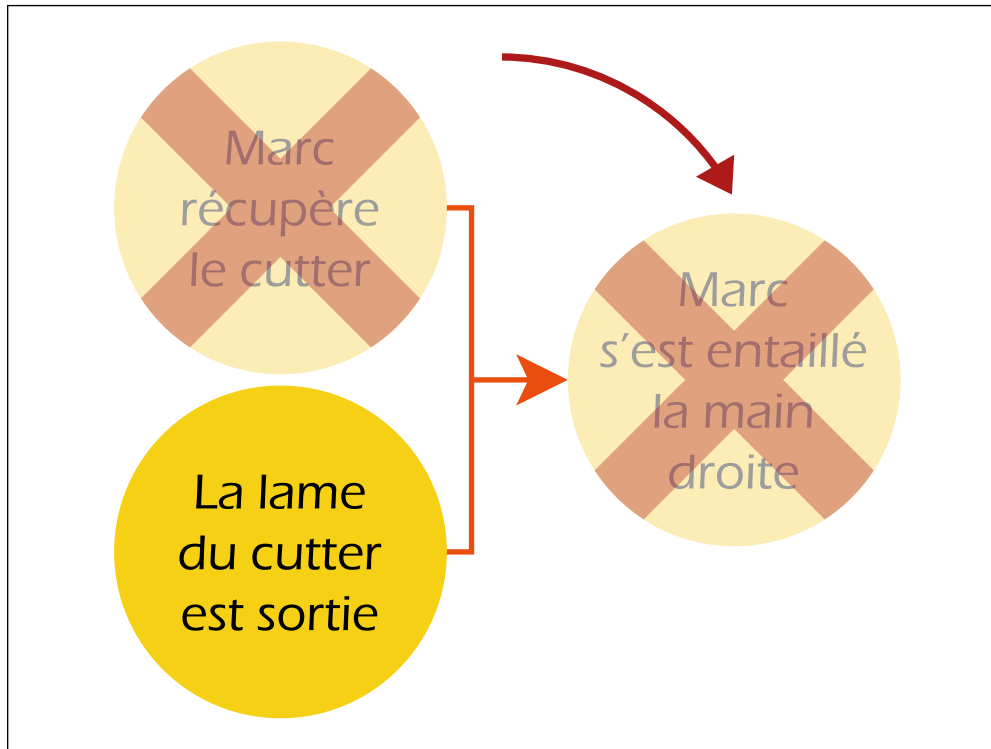 Marc
récupère
le cutter
La lame
du cutter
est sortie
Marc
s'est entaillé
la main
droite